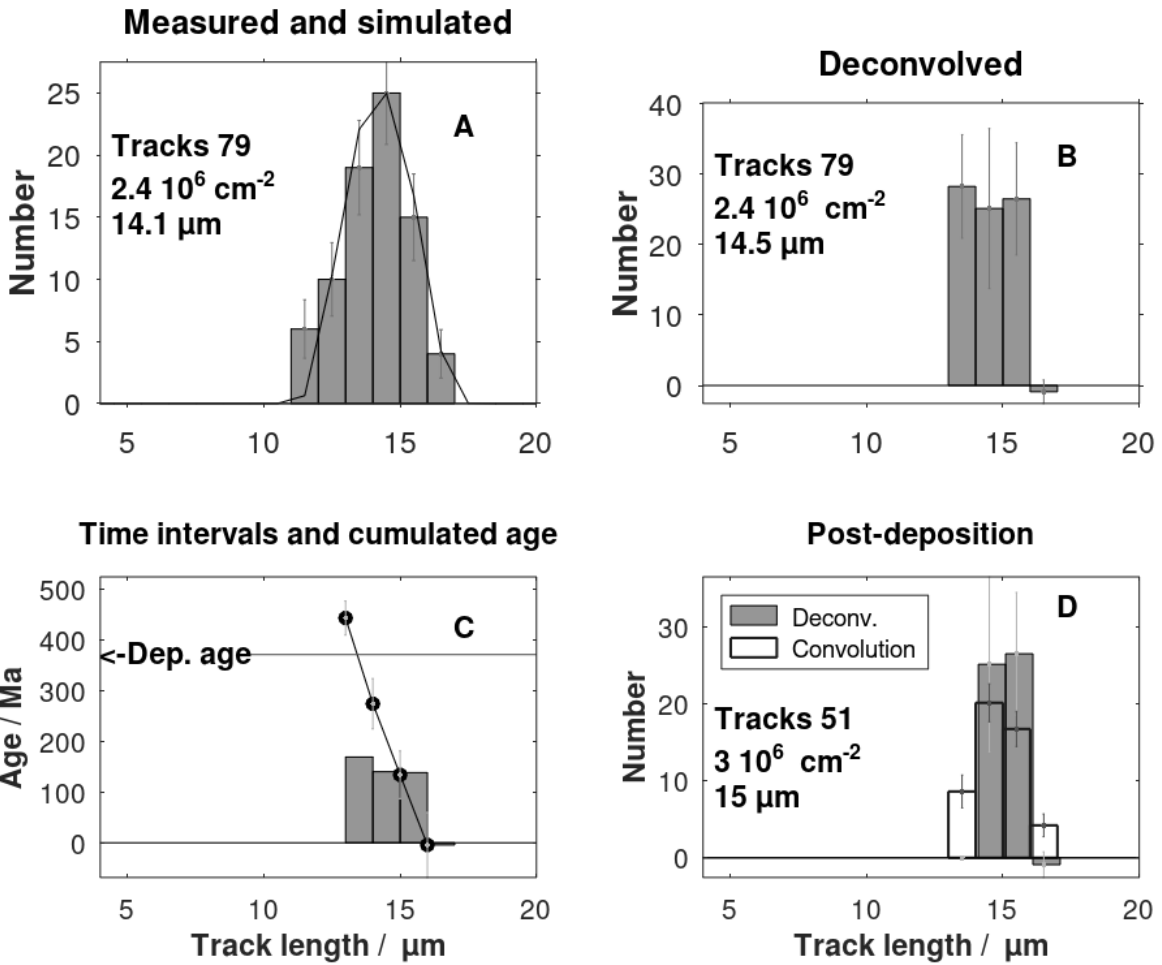 Measured and simulated
Number
25
20
15
10
5
0
A
Tracks 79
2.4 10⁶ cm⁻²
14.1 µm
5 10 15 20
Deconvolved
Number
40
30
20
10
0
B
Tracks 79
2.4 10⁶ cm⁻²
14.5 µm
5 10 15 20
Time intervals and cumulated age
Age / Ma
500
400
300
200
100
0
C
<-Dep. age
5 10 15 20
Track length / µm
Post-deposition
Number
30
20
10
0
D
Deconv.
Convolution
Tracks 51
3 10⁶ cm⁻²
15 µm
5 10 15 20
Track length / µm